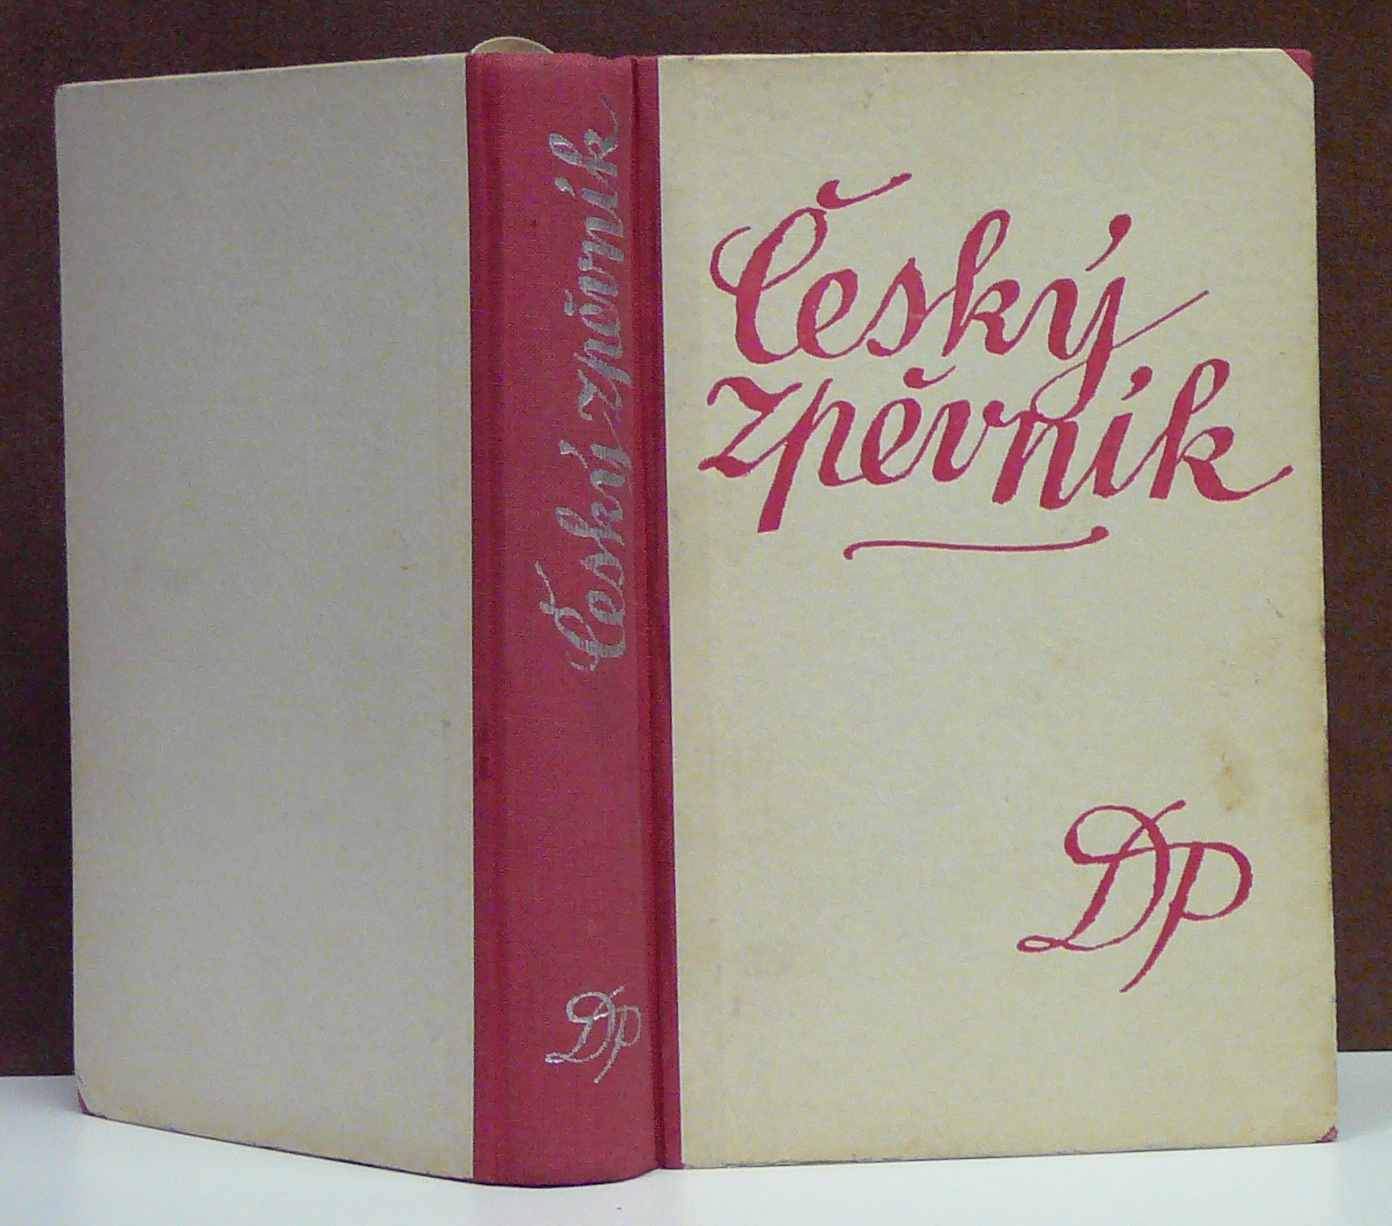 Český zpěvník
DP
Český
zpěvník
DP